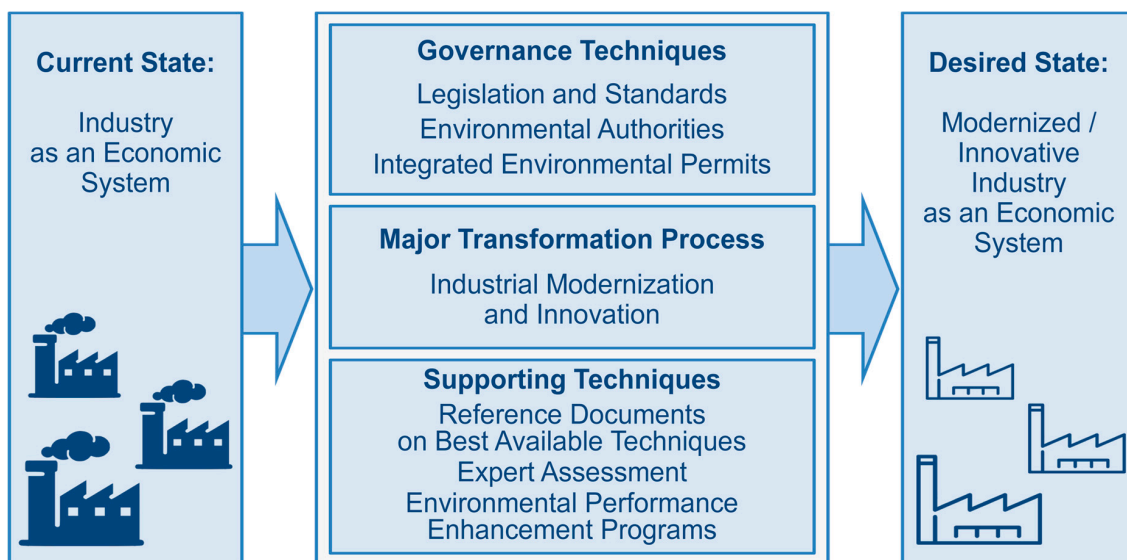 Current State:
Industry
as an Economic
System
Governance Techniques
Legislation and Standards
Environmental Authorities
Integrated Environmental Permits
Major Transformation Process
Industrial Modernization
and Innovation
Supporting Techniques
Reference Documents
on Best Available Techniques
Expert Assessment
Environmental Performance
Enhancement Programs
Desired State:
Modernized /
Innovative
Industry
as an Economic
System